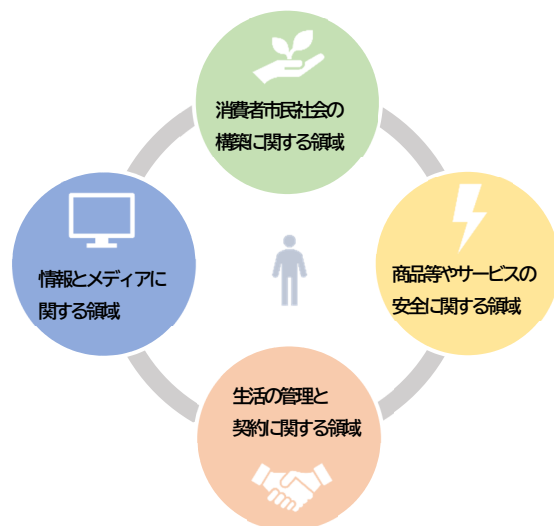 消費者市民社会の
構築に関する領域
情報とメディアに
関する領域
商品等やサービスの
安全に関する領域
生活の管理と
契約に関する領域